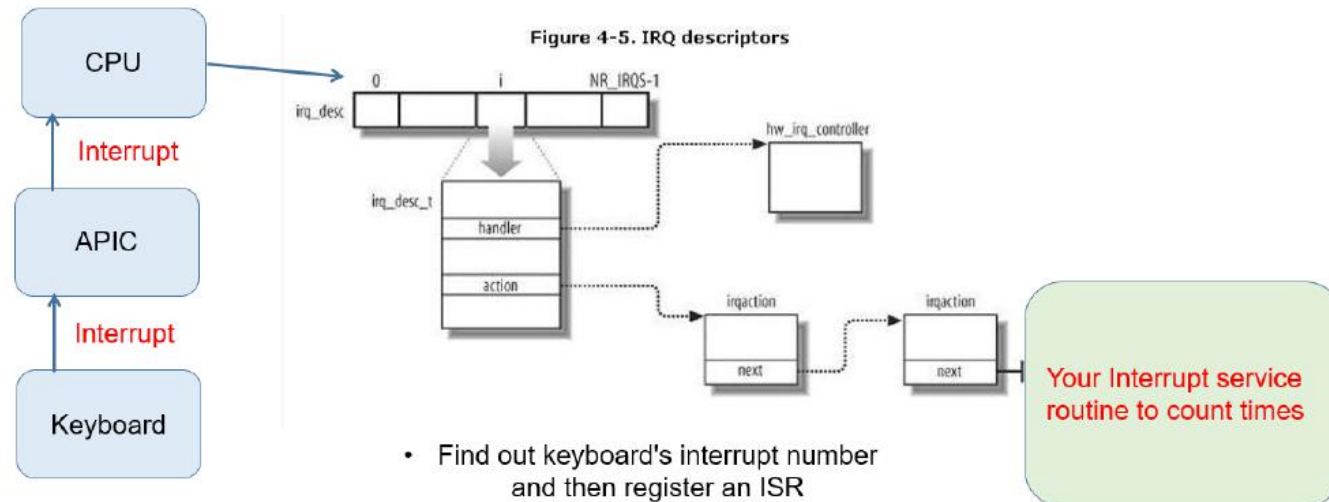 Figure 4-5. IRQ descriptors
CPU
0 i NR_IRQS-1
irq_desc
Interrupt
hw_irq_controller
irq_desc_t
handler
APIC
action
Interrupt
irqaction irqaction
next next
Your Interrupt service
routine to count times
Keyboard
• Find out keyboard's interrupt number
and then register an ISR